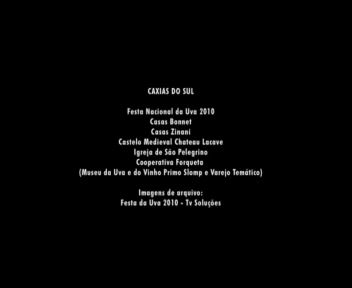 CAXIAS DO SUL
Festa Nacional da Uva 2010
Casas Bonnet
Casas Zinani
Castelo Medieval Chateau Lacave
Igreja de São Pelegrino
Cooperativa Forqueta
(Museu da Uva e do Vinho Primo Slomp e Varejo Temático)
Imagens de arquivo:
Festa da Uva 2010 - Tv Soluções